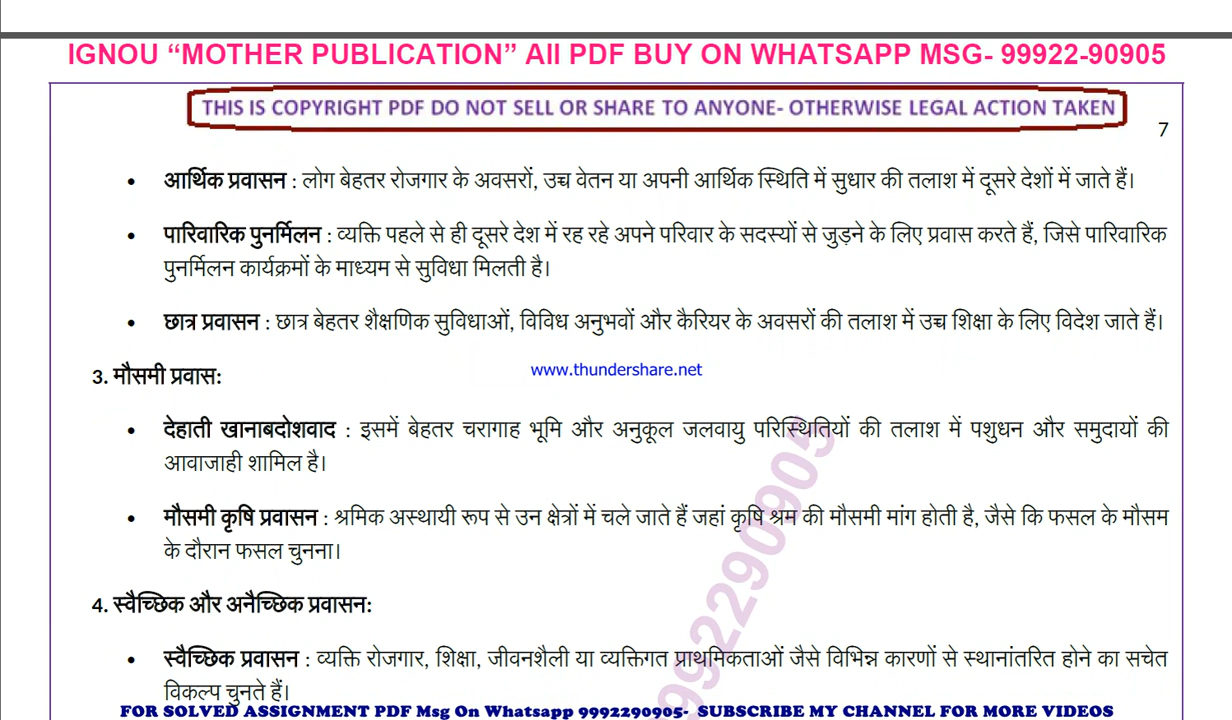 IGNOU “MOTHER PUBLICATION” All PDF BUY ON WHATSAPP MSG- 99922-90905
THIS IS COPYRIGHT PDF DO NOT SELL OR SHARE TO ANYONE- OTHERWISE LEGAL ACTION TAKEN
7
• आर्थिक प्रवासन : लोग बेहतर रोजगार के अवसरों, उच्च वेतन या अपनी आर्थिक स्थिति में सुधार की तलाश में दूसरे देशों में जाते हैं।
• पारिवारिक पुनर्मिलन : व्यक्ति पहले से ही दूसरे देश में रह रहे अपने परिवार के सदस्यों से जुड़ने के लिए प्रवास करते हैं, जिसे पारिवारिक
पुनर्मिलन कार्यक्रमों के माध्यम से सुविधा मिलती है।
• छात्र प्रवासन : छात्र बेहतर शैक्षणिक सुविधाओं, विविध अनुभवों और कैरियर के अवसरों की तलाश में उच्च शिक्षा के लिए विदेश जाते हैं।
www.thundershare.net
3. मौसमी प्रवास:
• देहाती खानाबदोशवाद : इसमें बेहतर चरागाह भूमि और अनुकूल जलवायु परिस्थितियों की तलाश में पशुधन और समुदायों की
आवाजाही शामिल है।
• मौसमी कृषि प्रवासन : श्रमिक अस्थायी रूप से उन क्षेत्रों में चले जाते हैं जहां कृषि श्रम की मौसमी मांग होती है, जैसे कि फसल के मौसम
के दौरान फसल चुनना।
4. स्वैच्छिक और अनैच्छिक प्रवासन:
• स्वैच्छिक प्रवासन : व्यक्ति रोजगार, शिक्षा, जीवनशैली या व्यक्तिगत प्राथमिकताओं जैसे विभिन्न कारणों से स्थानांतरित होने का सचेत
विकल्प चुनते हैं।
9992290905
FOR SOLVED ASSIGNMENT PDF Msg On Whatsapp 9992290905- SUBSCRIBE MY CHANNEL FOR MORE VIDEOS